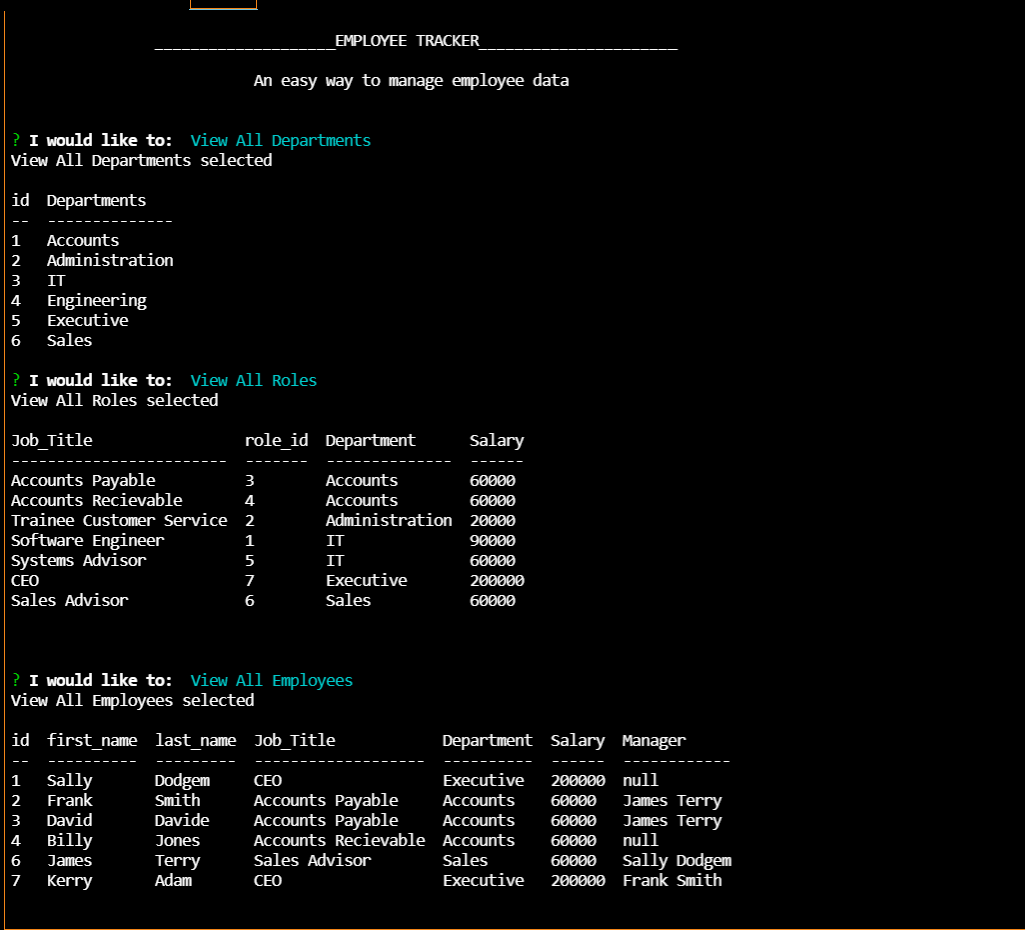 ____________________EMPLOYEE TRACKER______________________
An easy way to manage employee data
? I would like to:  View All Departments
View All Departments selected
id  Departments
--  --------------
1   Accounts
2   Administration
3   IT
4   Engineering
5   Executive
6   Sales
? I would like to:  View All Roles
View All Roles selected
Job_Title                 role_id  Department      Salary
------------------------  -------  --------------  ------
Accounts Payable          3        Accounts        60000
Accounts Recievable       4        Accounts        60000
Trainee Customer Service  2        Administration  20000
Software Engineer         1        IT              90000
Systems Advisor           5        IT              60000
CEO                       7        Executive       200000
Sales Advisor             6        Sales           60000
? I would like to:  View All Employees
View All Employees selected
id  first_name  last_name  Job_Title            Department  Salary  Manager
--  ----------  ---------  -------------------  ----------  ------  ------------
1   Sally       Dodgem     CEO                  Executive   200000  null
2   Frank       Smith      Accounts Payable     Accounts    60000   James Terry
3   David       Davide     Accounts Payable     Accounts    60000   James Terry
4   Billy       Jones      Accounts Recievable  Accounts    60000   null
6   James       Terry      Sales Advisor        Sales       60000   Sally Dodgem
7   Kerry       Adam       CEO                  Executive   200000  Frank Smith